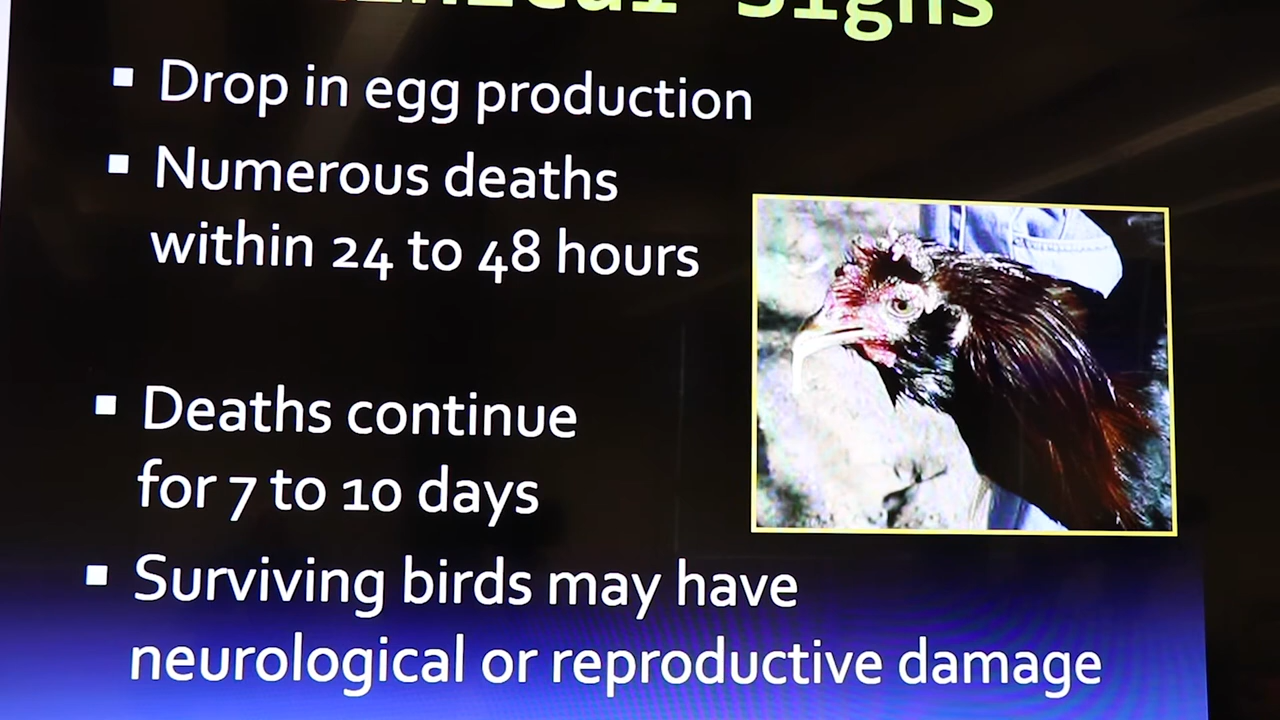 Signs
▪ Drop in egg production
▪ Numerous deaths
within 24 to 48 hours
▪ Deaths continue
for 7 to 10 days
▪ Surviving birds may have
neurological or reproductive damage